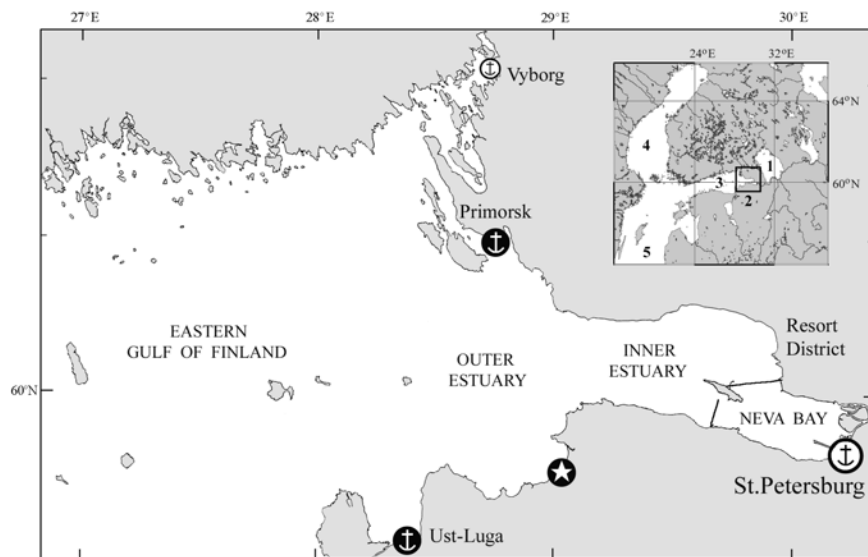 27°E
28°E
29°E
30°E
Vyborg
24°E
32°E
64°N
60°N
1
2
3
4
5
Primorsk
EASTERN
GULF OF FINLAND
OUTER
ESTUARY
INNER
ESTUARY
Resort
District
60°N
NEVA BAY
St.Petersburg
Ust-Luga